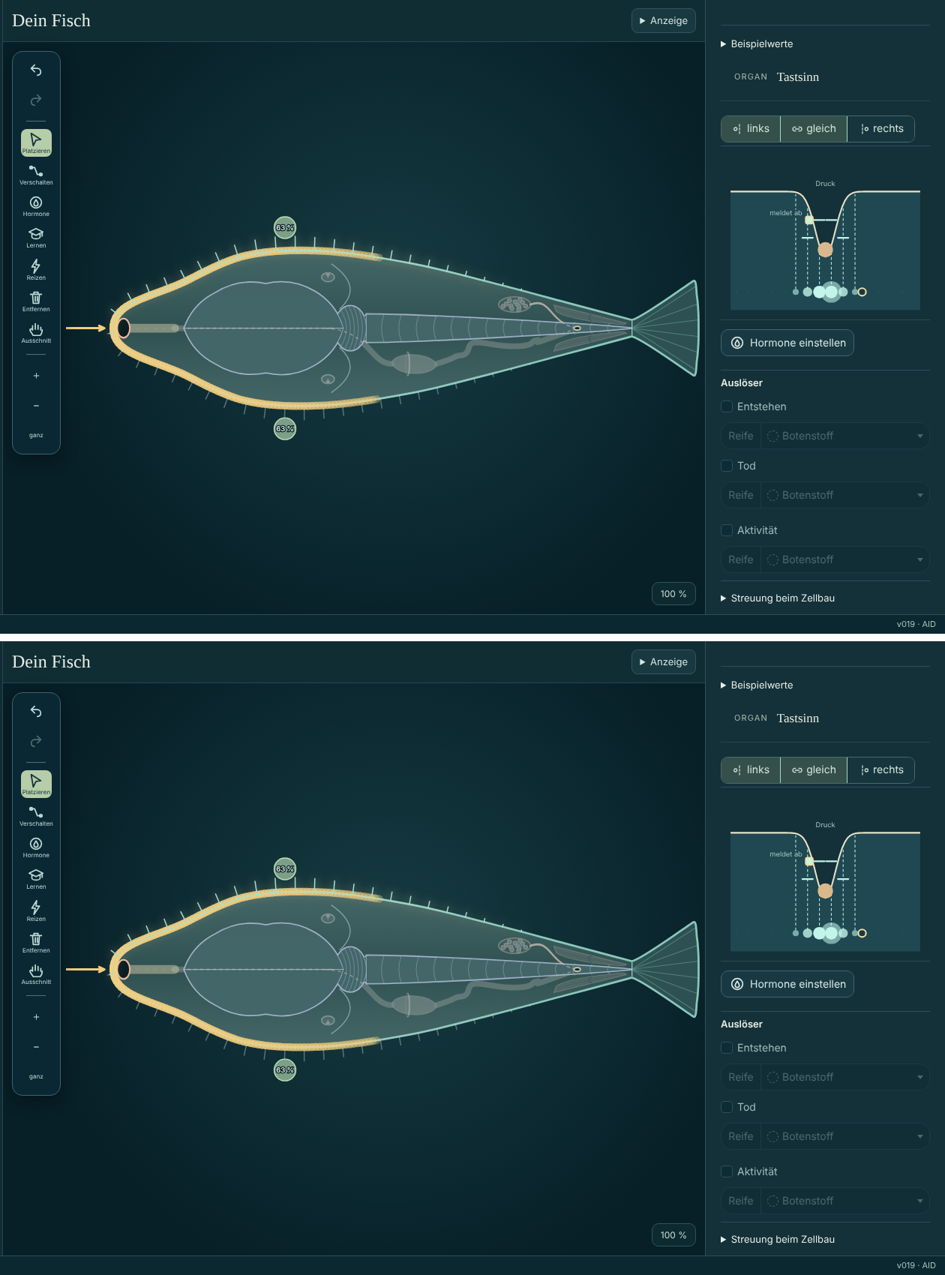 Dein Fisch
Anzeige
Platzieren
Verschalten
Hormone
Lernen
Reizen
Entfernen
Ausschnitt
+
−
ganz
63 %
63 %
100 %
Beispielwerte
ORGAN Tastsinn
links gleich rechts
Druck
meldet ab
Hormone einstellen
Auslöser
Entstehen
Reife Botenstoff
Tod
Reife Botenstoff
Aktivität
Reife Botenstoff
Streuung beim Zellbau
v019 · AID
Dein Fisch
Anzeige
Platzieren
Verschalten
Hormone
Lernen
Reizen
Entfernen
Ausschnitt
+
−
ganz
63 %
63 %
100 %
Beispielwerte
ORGAN Tastsinn
links gleich rechts
Druck
meldet ab
Hormone einstellen
Auslöser
Entstehen
Reife Botenstoff
Tod
Reife Botenstoff
Aktivität
Reife Botenstoff
Streuung beim Zellbau
v019 · AID